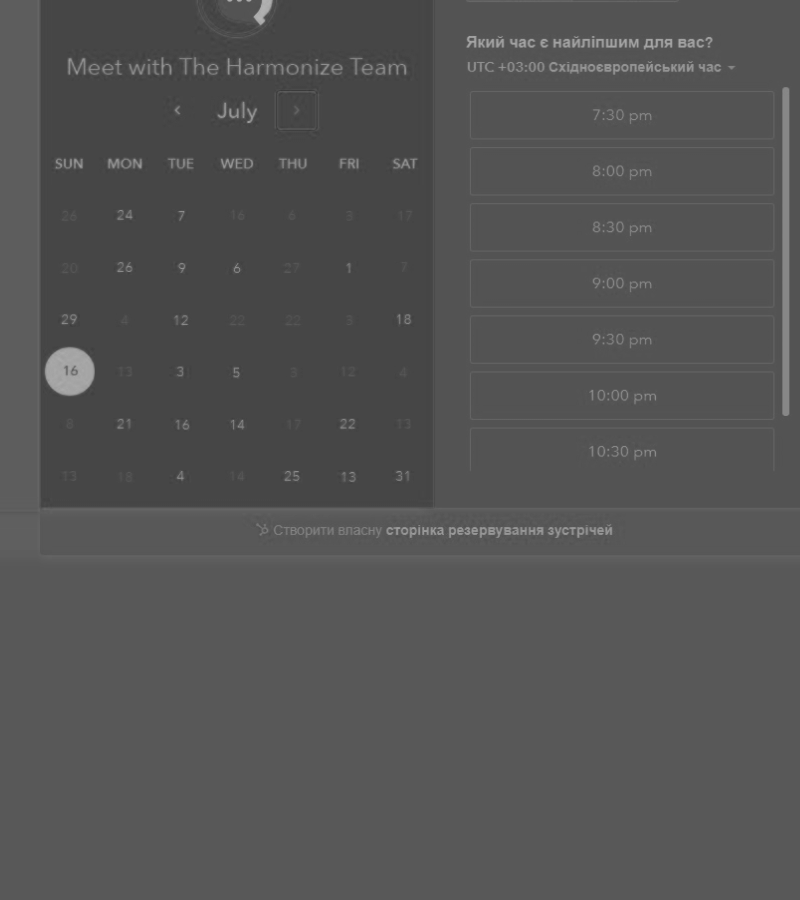 Meet with The Harmonize Team
July
SUN MON TUE WED THU FRI SAT
26 24 7 16 6 3 17
20 26 9 6 27 1 7
29 4 12 22 22 3 18
16 13 3 5 9 12 4
8 21 16 14 17 22 13
13 18 4 14 25 13 31
Який час є найліпшим для вас?
UTC +03:00 Східноєвропейський час
7:30 pm
8:00 pm
8:30 pm
9:00 pm
9:30 pm
10:00 pm
10:30 pm
Створити власну сторінка резервування зустрічей